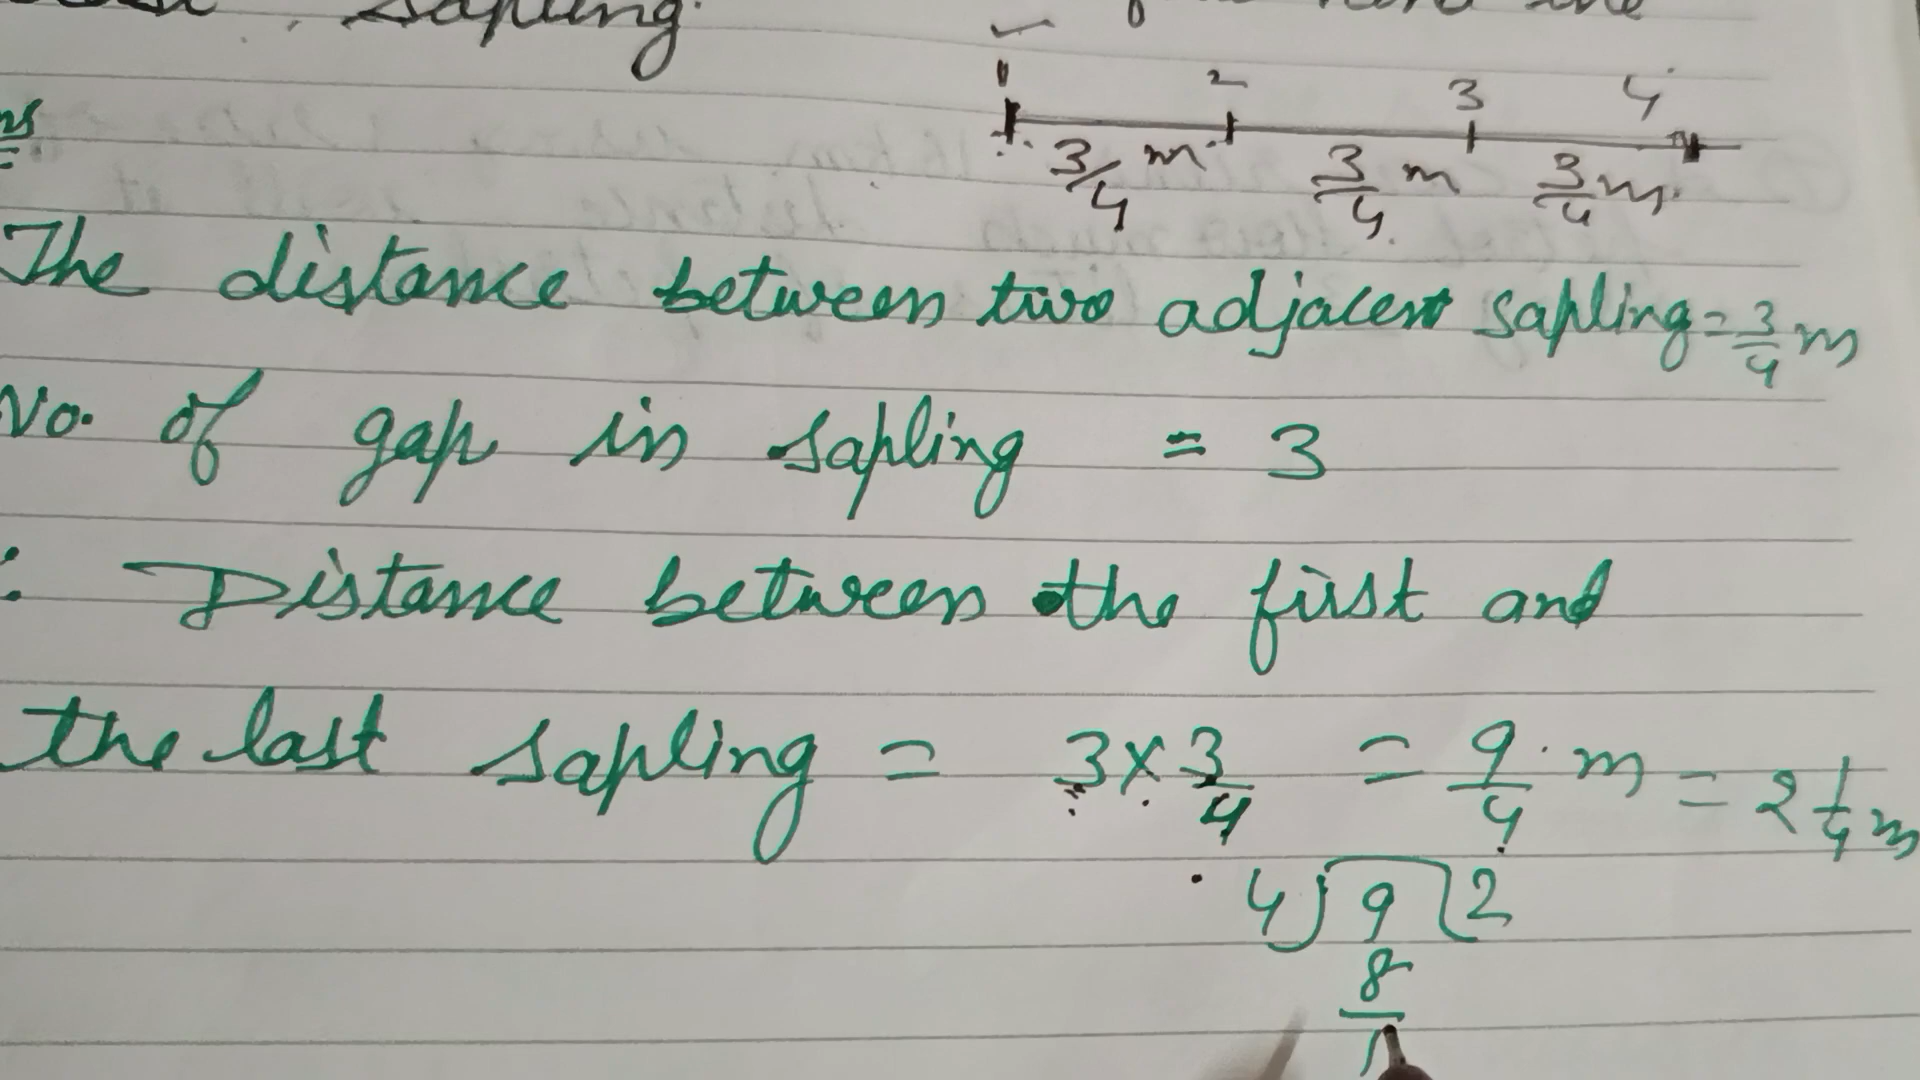 sapling.
1 2 3 4
3/4 m 3/4 m 3/4 m.
The distance between two adjacent sapling = 3/4 m
No. of gap in sapling = 3
: Distance between the first and
the last sapling = 3 x 3/4 = 9/4 m = 2 1/4 m
4) 9 (2
8
1